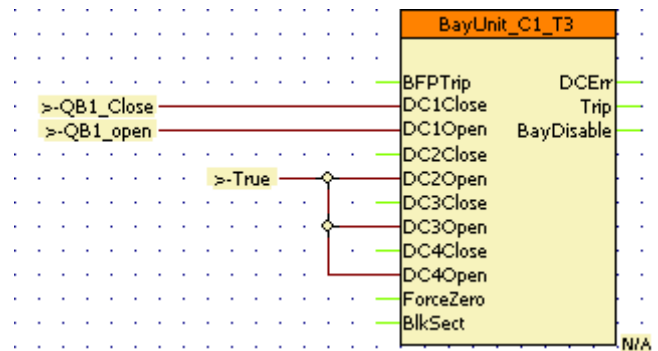 BayUnit_C1_T3
BFPTrip DCErr
>-QB1_Close DC1Close Trip
>-QB1_open DC1Open BayDisable
DC2Close
>-True DC2Open
DC3Close
DC3Open
DC4Close
DC4Open
ForceZero
BlkSect
N/A